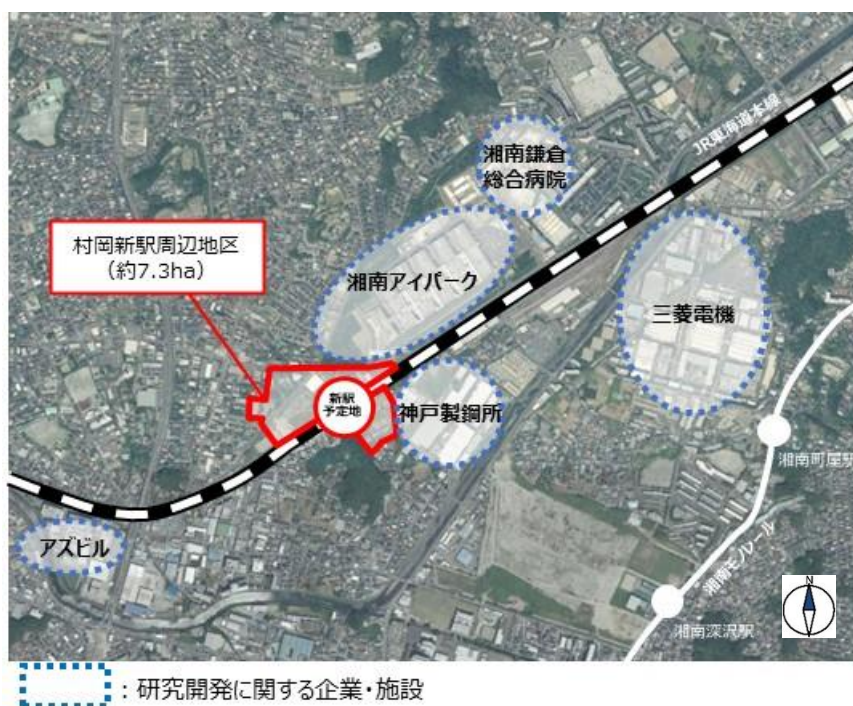 JR東海道本線
湘南鎌倉
総合病院
村岡新駅周辺地区
(約7.3ha)
湘南アイパーク
三菱電機
新駅
予定地
神戸製鋼所
湘南町屋駅
アズビル
湘南モノレール
N
湘南深沢駅
：研究開発に関する企業・施設